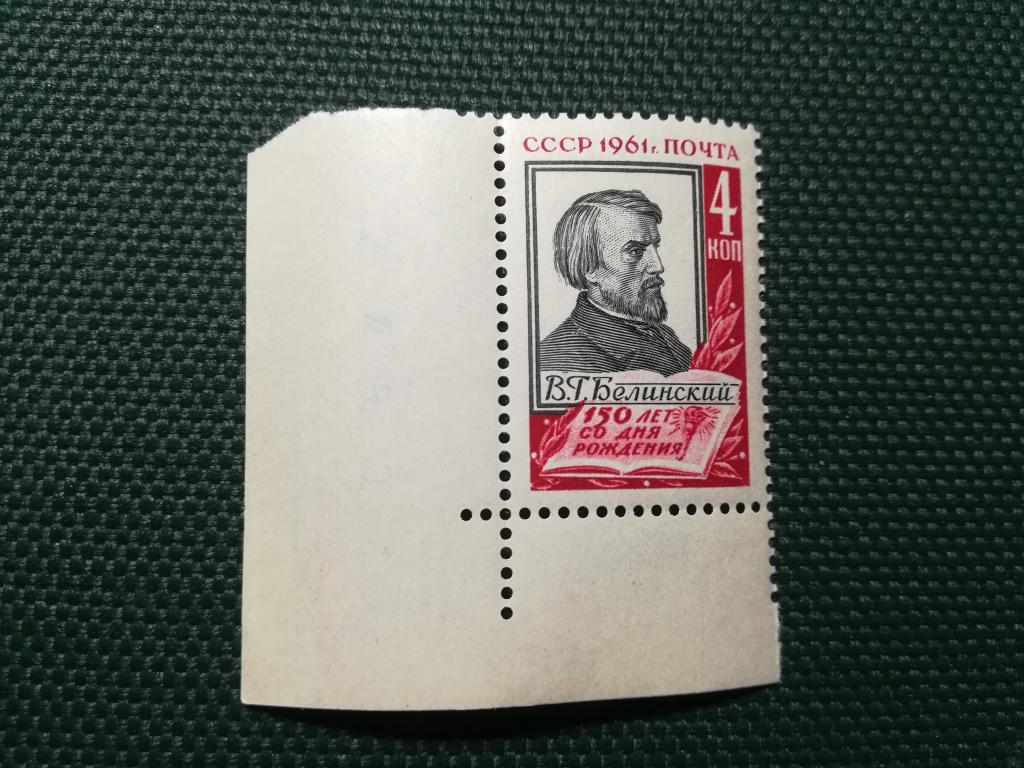 СССР 1961г. ПОЧТА
4
КОП
В.Г.Белинский
150 ЛЕТ
СО ДНЯ
РОЖДЕНИЯ